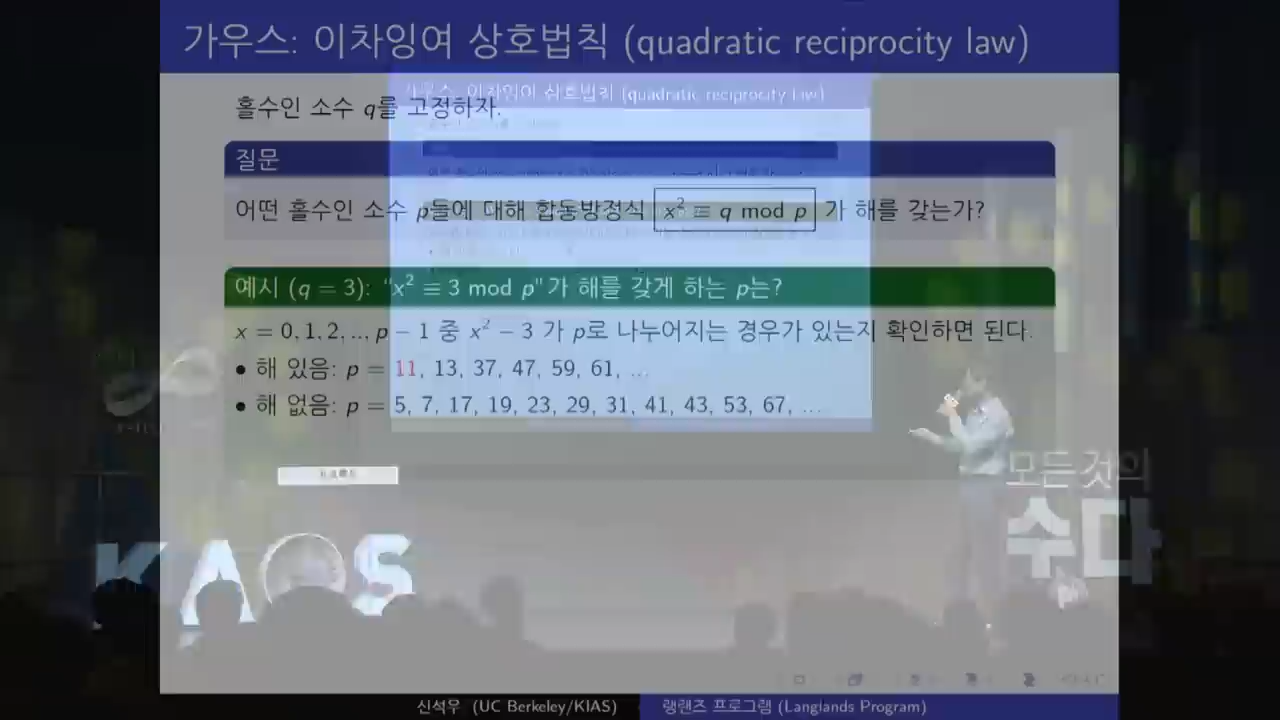 가우스: 이차잉여 상호법칙 (quadratic reciprocity law)
홀수인 소수 q를 고정하자.
질문
어떤 홀수인 소수 p들에 대해 합동방정식 x² ≡ q mod p 가 해를 갖는가?
예시 (q = 3): "x² ≡ 3 mod p"가 해를 갖게 하는 p는?
x = 0, 1, 2, .., p − 1 중 x² − 3 가 p로 나누어지는 경우가 있는지 확인하면 된다.
• 해 있음: p = 11, 13, 37, 47, 59, 61, ...
• 해 없음: p = 5, 7, 17, 19, 23, 29, 31, 41, 43, 53, 67, ...
모든것의
수다
KAOS
신석우 (UC Berkeley/KIAS)
랭랜즈 프로그램 (Langlands Program)